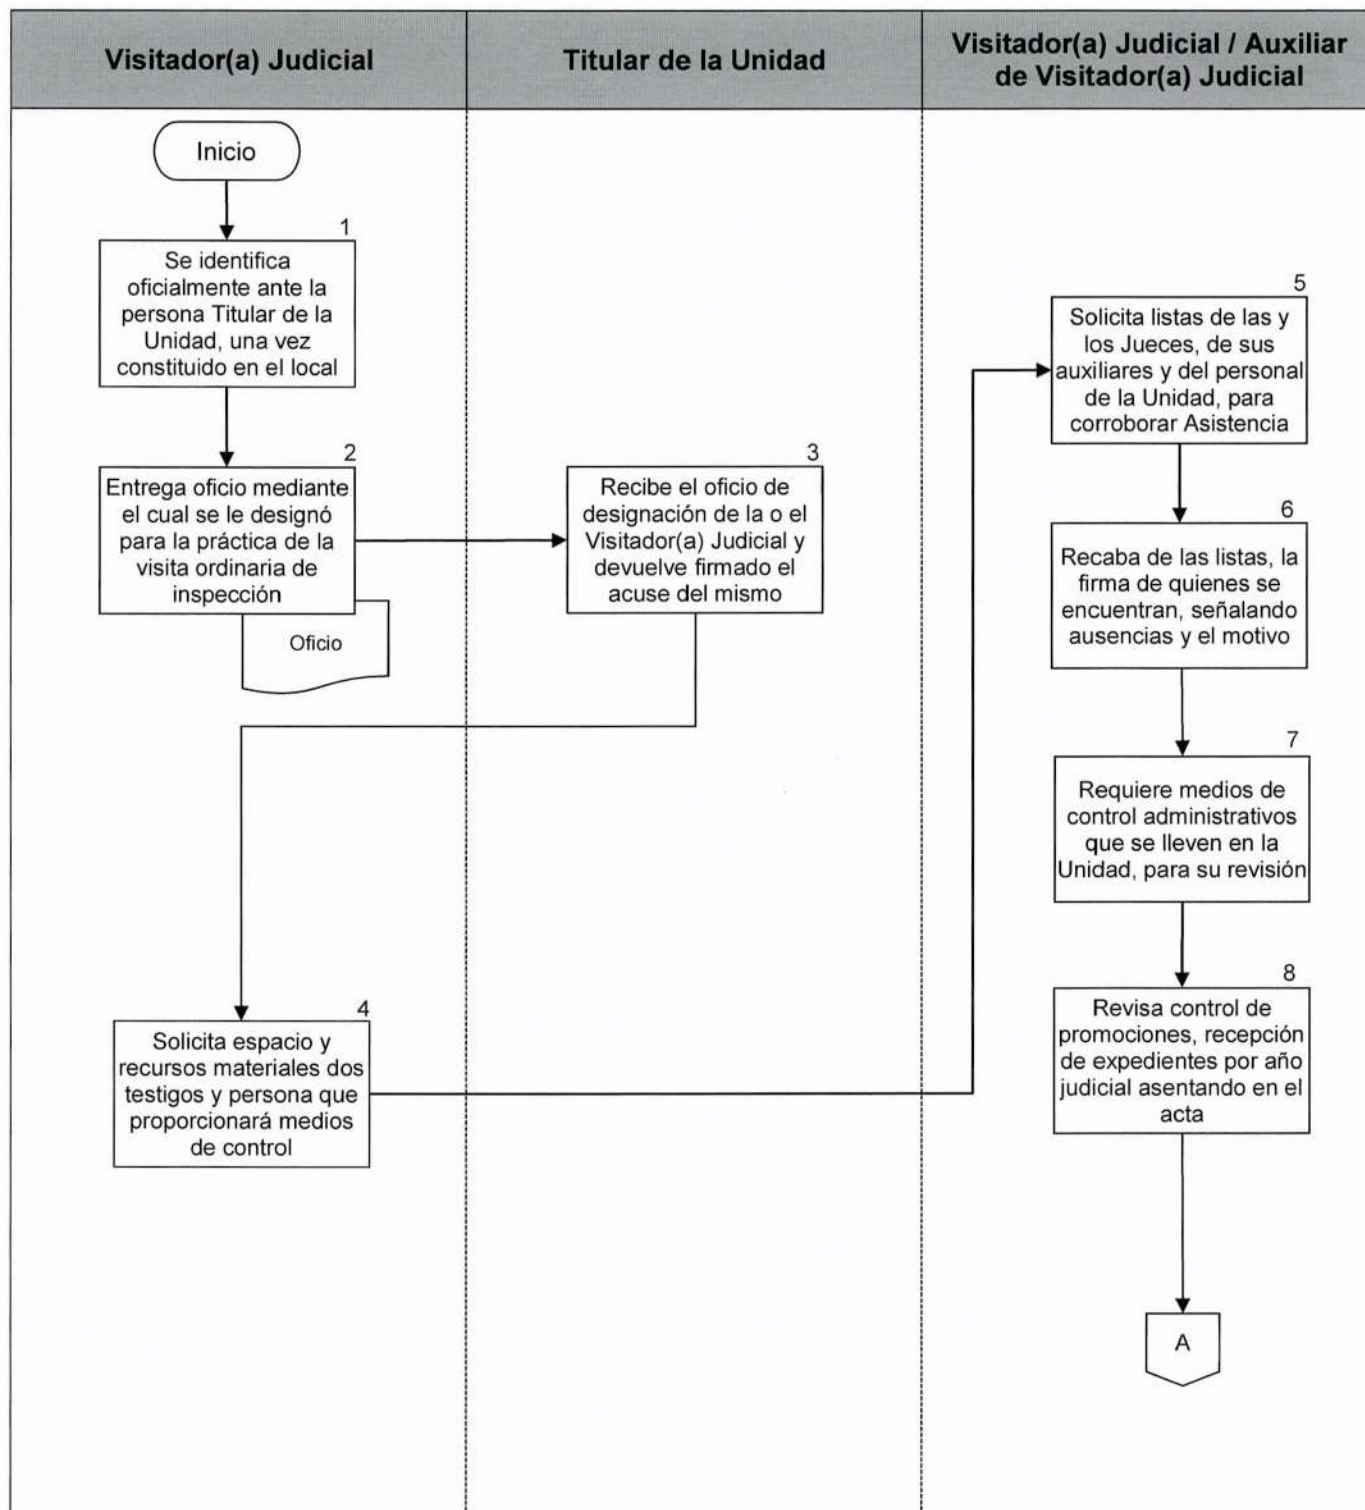 Visitador(a) Judicial
Titular de la Unidad
Visitador(a) Judicial / Auxiliar
de Visitador(a) Judicial
Inicio
1
Se identifica
oficialmente ante la
persona Titular de la
Unidad, una vez
constituido en el local
2
Entrega oficio mediante
el cual se le designó
para la práctica de la
visita ordinaria de
inspección
Oficio
3
Recibe el oficio de
designación de la o el
Visitador(a) Judicial y
devuelve firmado el
acuse del mismo
4
Solicita espacio y
recursos materiales dos
testigos y persona que
proporcionará medios
de control
5
Solicita listas de las y
los Jueces, de sus
auxiliares y del personal
de la Unidad, para
corroborar Asistencia
6
Recaba de las listas, la
firma de quienes se
encuentran, señalando
ausencias y el motivo
7
Requiere medios de
control administrativos
que se lleven en la
Unidad, para su revisión
8
Revisa control de
promociones, recepción
de expedientes por año
judicial asentando en el
acta
A